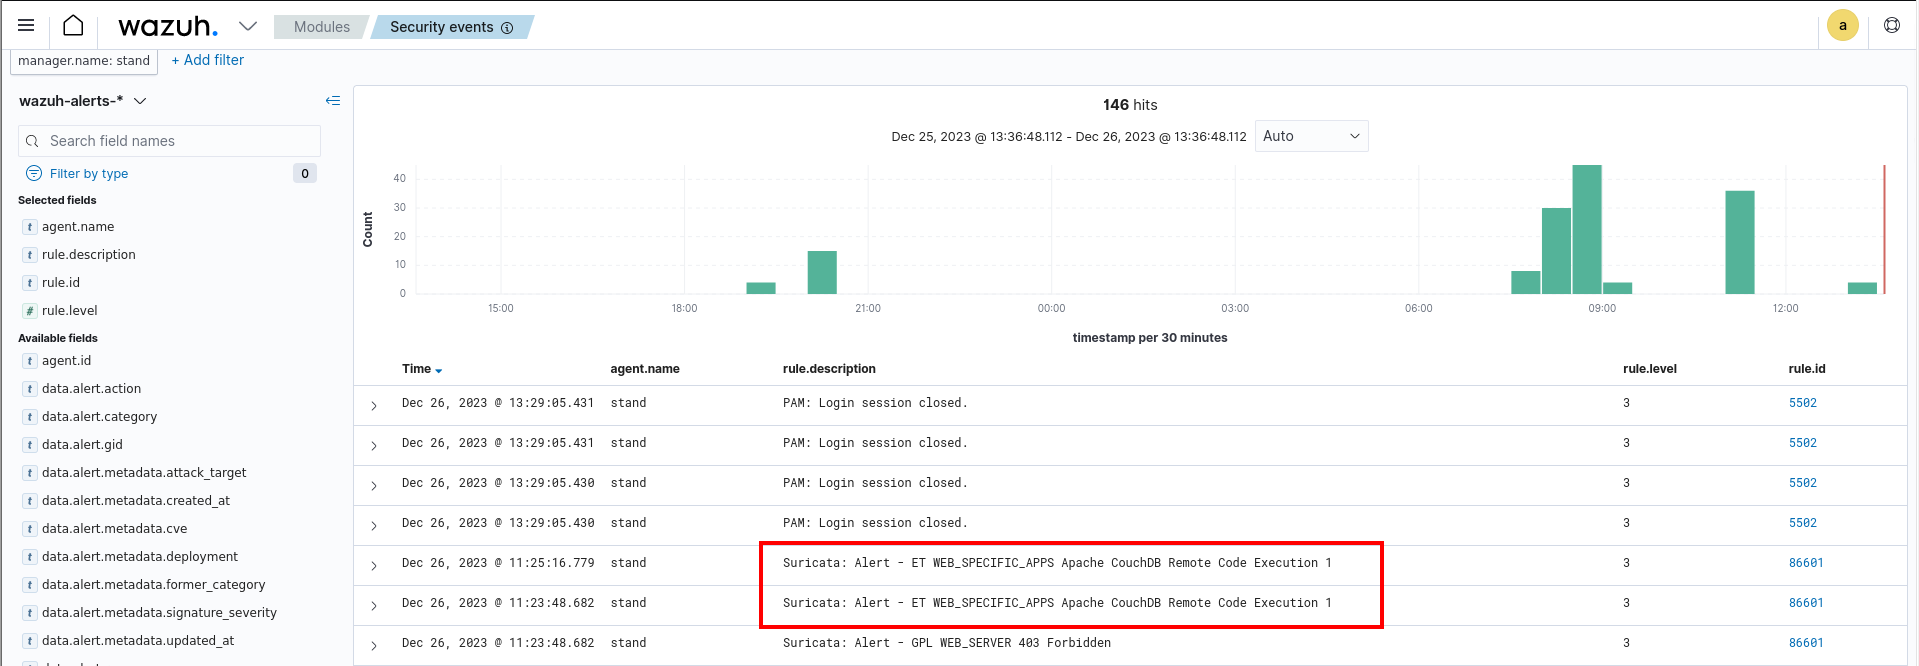 wazuh.
Modules
Security events
a
manager.name: stand
+ Add filter
wazuh-alerts-*
Search field names
Filter by type
0
Selected fields
t agent.name
t rule.description
t rule.id
# rule.level
Available fields
t agent.id
t data.alert.action
t data.alert.category
t data.alert.gid
t data.alert.metadata.attack_target
t data.alert.metadata.created_at
t data.alert.metadata.cve
t data.alert.metadata.deployment
t data.alert.metadata.former_category
t data.alert.metadata.signature_severity
t data.alert.metadata.updated_at
146 hits
Dec 25, 2023 @ 13:36:48.112 - Dec 26, 2023 @ 13:36:48.112 Auto
Count
40
30
20
10
0
15:00 18:00 21:00 00:00 03:00 06:00 09:00 12:00
timestamp per 30 minutes
Time agent.name rule.description rule.level rule.id
Dec 26, 2023 @ 13:29:05.431 stand PAM: Login session closed. 3 5502
Dec 26, 2023 @ 13:29:05.431 stand PAM: Login session closed. 3 5502
Dec 26, 2023 @ 13:29:05.430 stand PAM: Login session closed. 3 5502
Dec 26, 2023 @ 13:29:05.430 stand PAM: Login session closed. 3 5502
Dec 26, 2023 @ 11:25:16.779 stand Suricata: Alert - ET WEB_SPECIFIC_APPS Apache CouchDB Remote Code Execution 1 3 86601
Dec 26, 2023 @ 11:23:48.682 stand Suricata: Alert - ET WEB_SPECIFIC_APPS Apache CouchDB Remote Code Execution 1 3 86601
Dec 26, 2023 @ 11:23:48.682 stand Suricata: Alert - GPL WEB_SERVER 403 Forbidden 3 86601